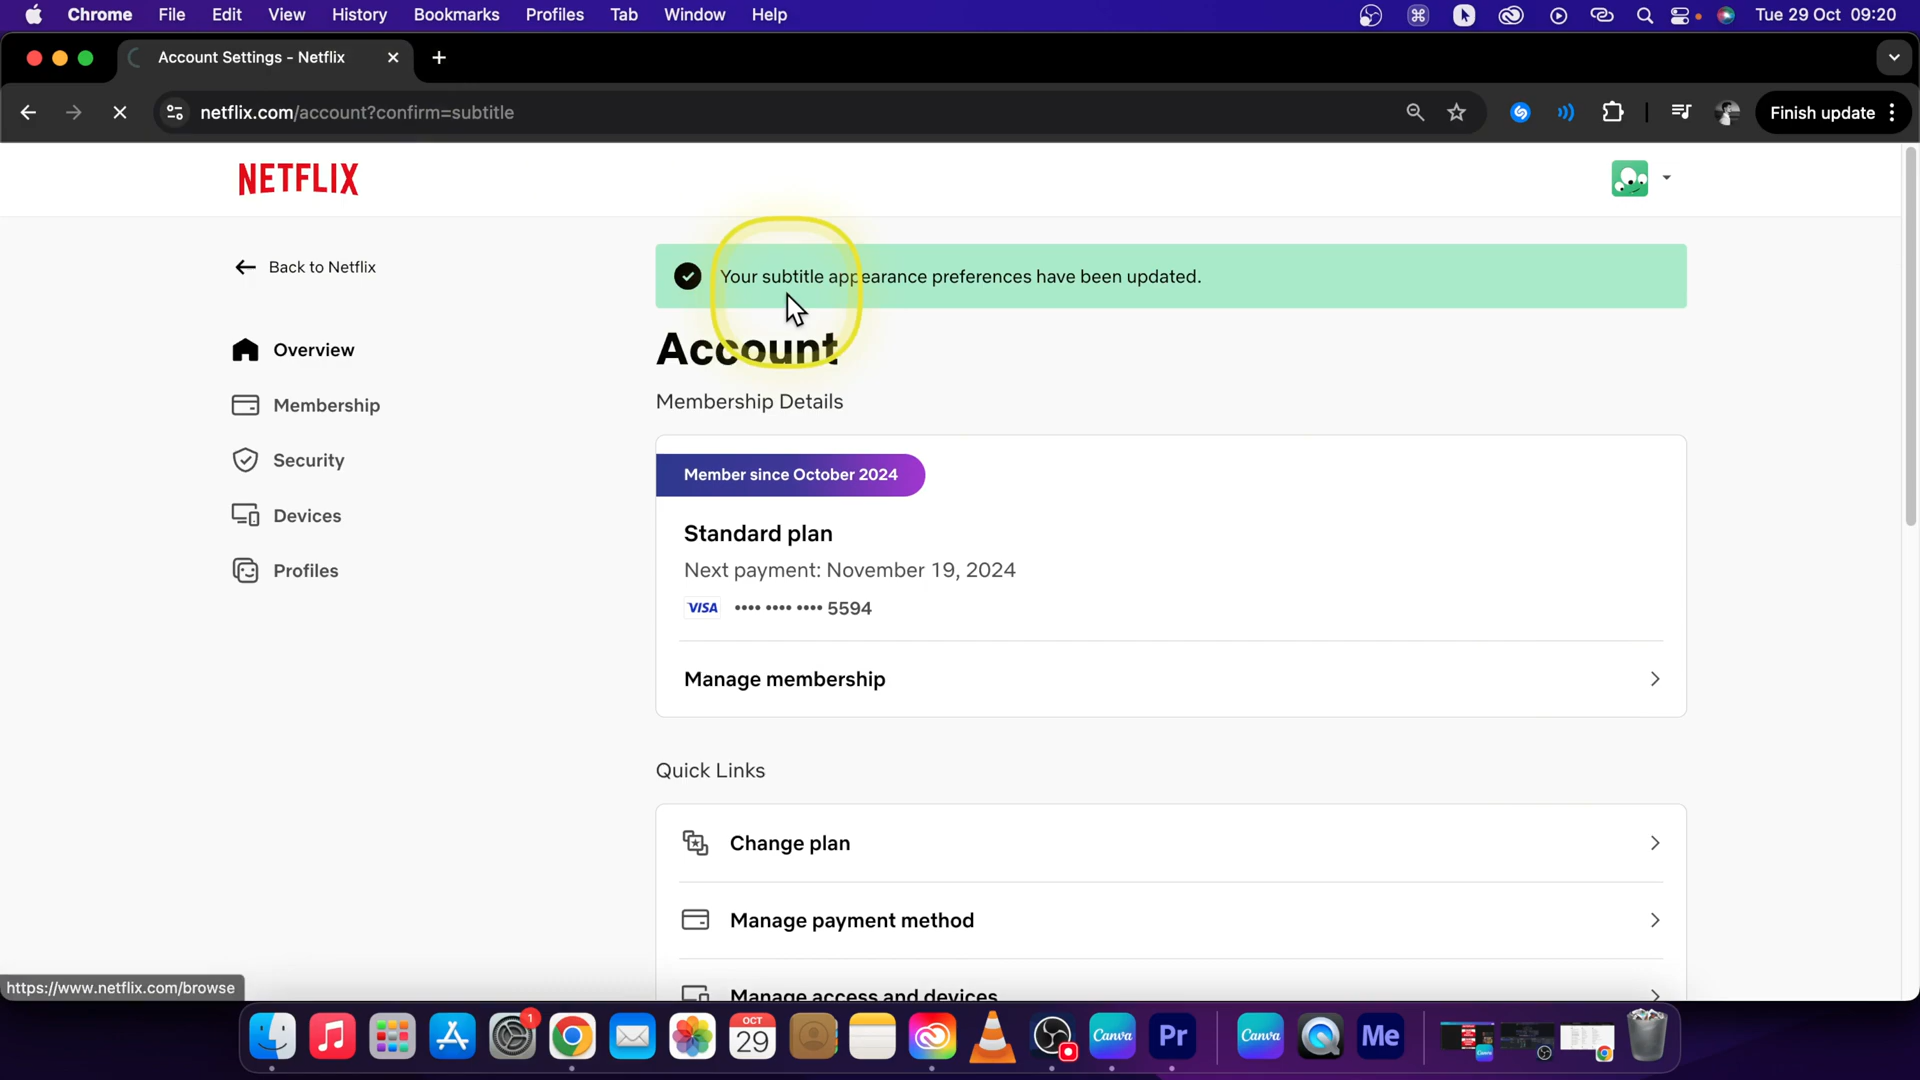 Chrome File Edit View History Bookmarks Profiles Tab Window Help Tue 29 Oct 09:20
Account Settings - Netflix
netflix.com/account?confirm=subtitle Finish update
NETFLIX
Back to Netflix
Your subtitle appearance preferences have been updated.
Overview
Membership
Security
Devices
Profiles
Account
Membership Details
Member since October 2024
Standard plan
Next payment: November 19, 2024
VISA •••• •••• •••• 5594
Manage membership
Quick Links
Change plan
Manage payment method
Manage access and devices
https://www.netflix.com/browse
1
OCT
29
Canva
Pr
Canva
Me